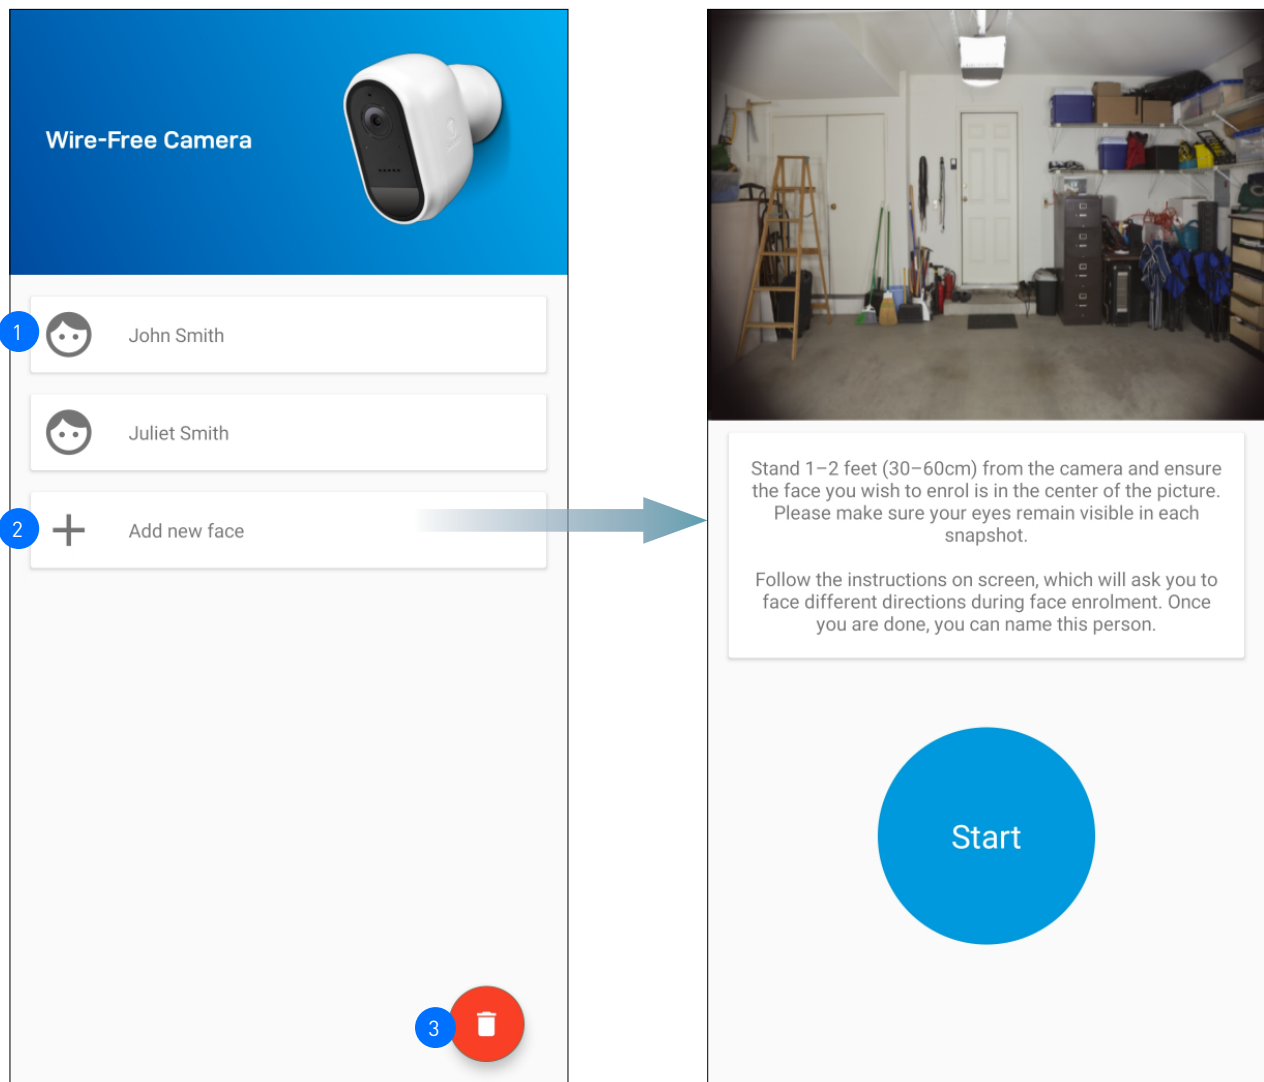 Wire-Free Camera
1
John Smith
Juliet Smith
2
Add new face
3
Stand 1–2 feet (30–60cm) from the camera and ensure
the face you wish to enrol is in the center of the picture.
Please make sure your eyes remain visible in each
snapshot.
Follow the instructions on screen, which will ask you to
face different directions during face enrolment. Once
you are done, you can name this person.
Start